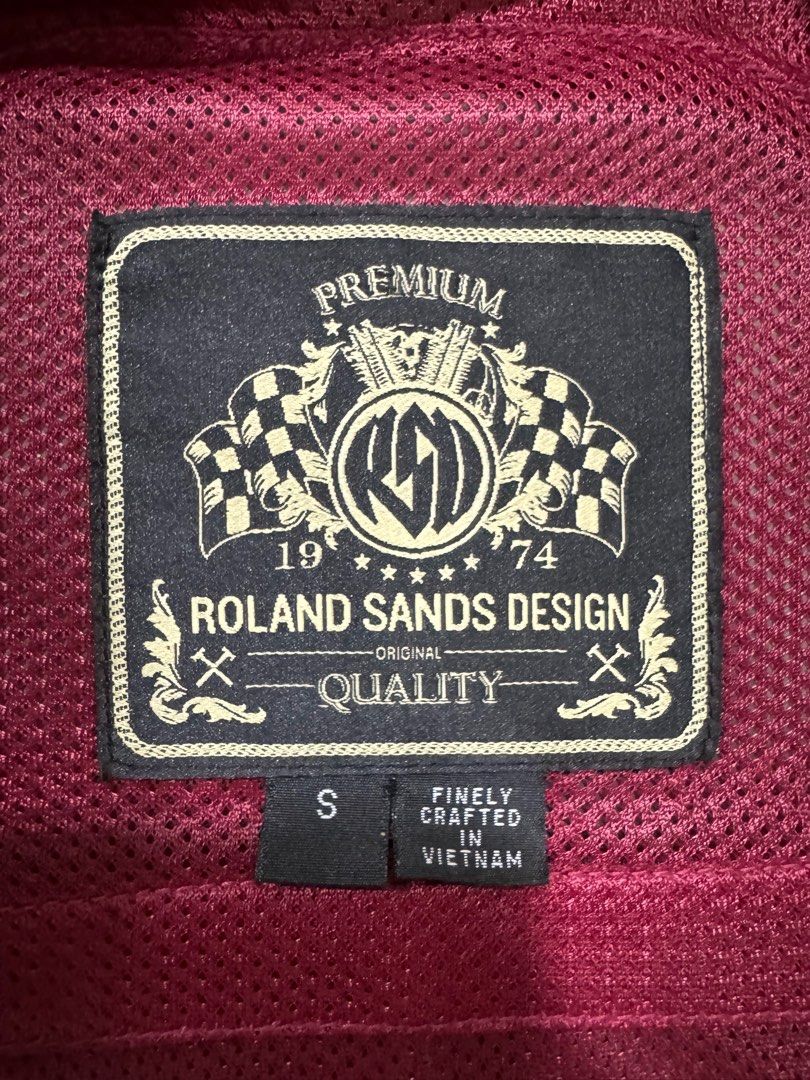 PREMIUM
RSD
19 74
ROLAND SANDS DESIGN
ORIGINAL
QUALITY
S
FINELY
CRAFTED
IN
VIETNAM